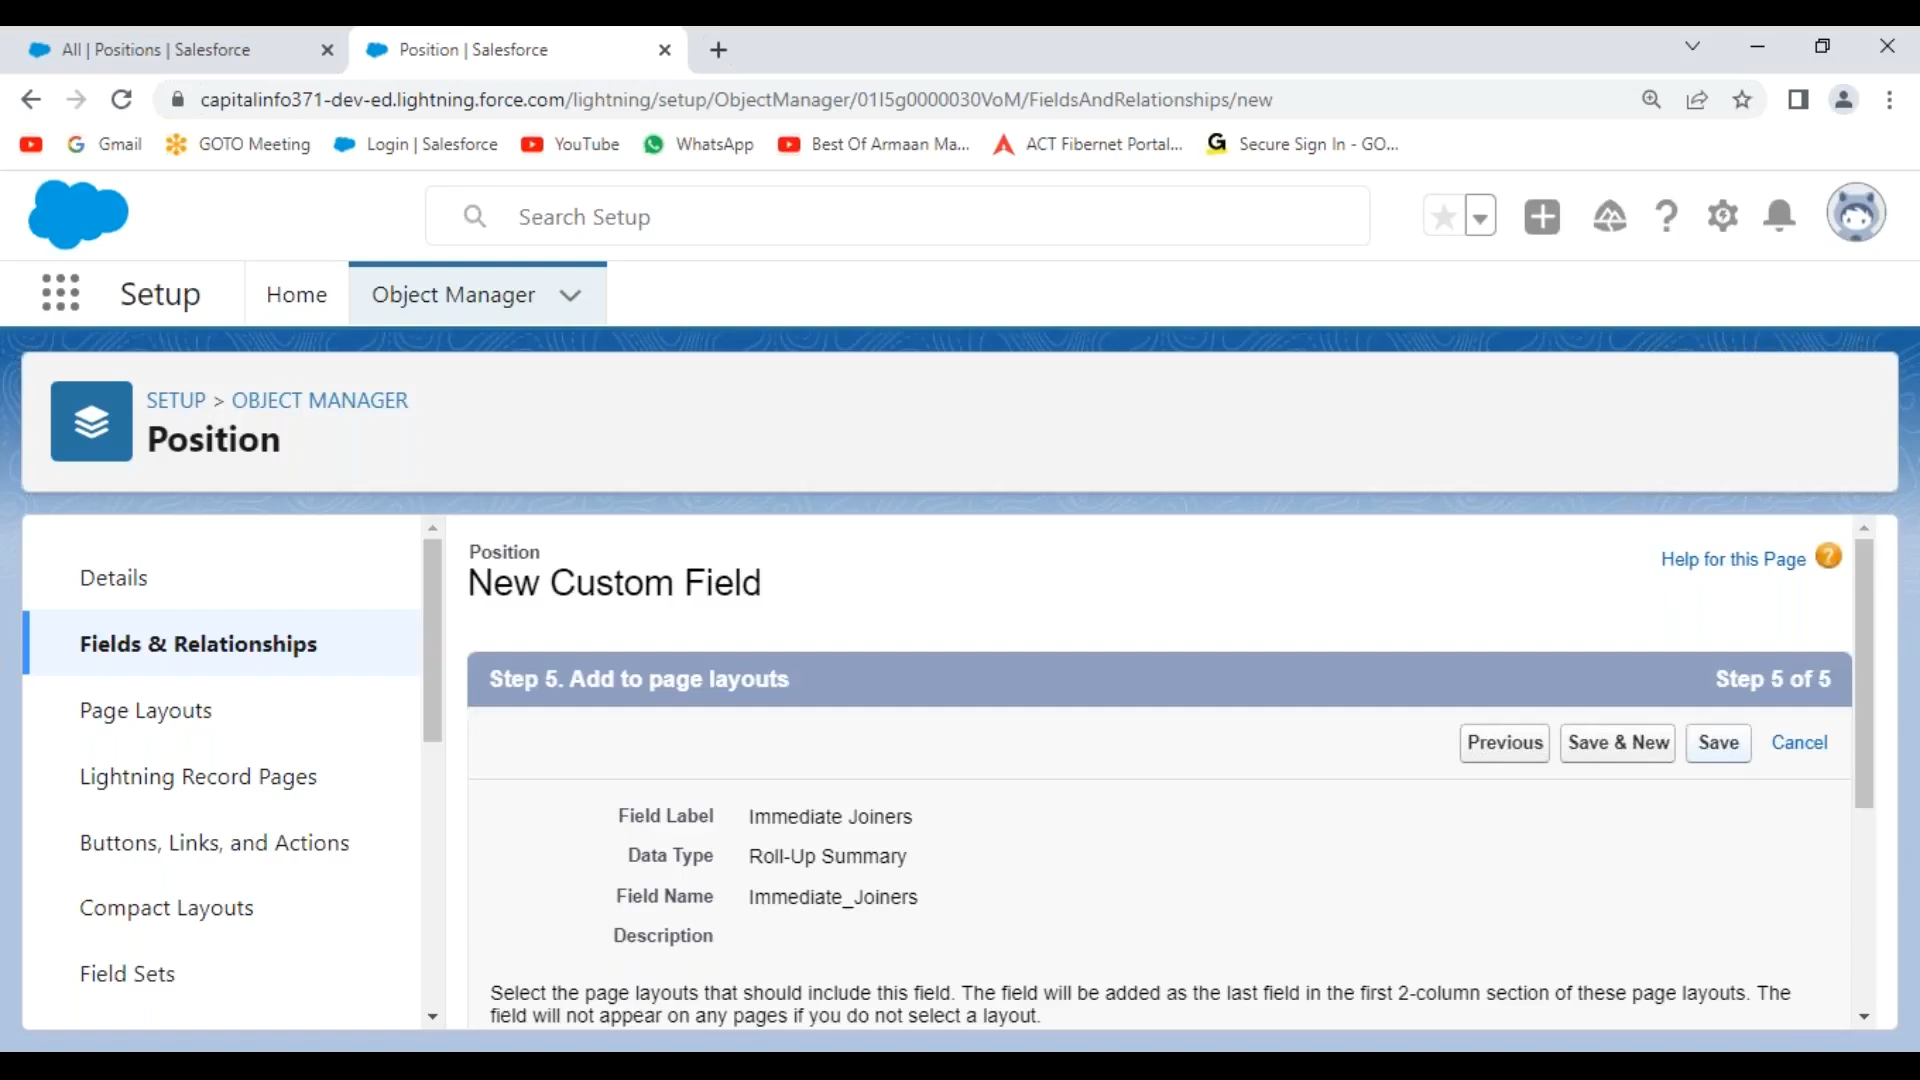 All | Positions | Salesforce
Position | Salesforce
capitalinfo371-dev-ed.lightning.force.com/lightning/setup/ObjectManager/01I5g0000030VoM/FieldsAndRelationships/new
Gmail
GOTO Meeting
Login | Salesforce
YouTube
WhatsApp
Best Of Armaan Ma...
ACT Fibernet Portal...
Secure Sign In - GO...
Search Setup
Setup
Home
Object Manager
SETUP > OBJECT MANAGER
Position
Details
Fields & Relationships
Page Layouts
Lightning Record Pages
Buttons, Links, and Actions
Compact Layouts
Field Sets
Position
New Custom Field
Help for this Page
Step 5. Add to page layouts
Step 5 of 5
Previous
Save & New
Save
Cancel
Field Label Immediate Joiners
Data Type Roll-Up Summary
Field Name Immediate_Joiners
Description
Select the page layouts that should include this field. The field will be added as the last field in the first 2-column section of these page layouts. The
field will not appear on any pages if you do not select a layout.